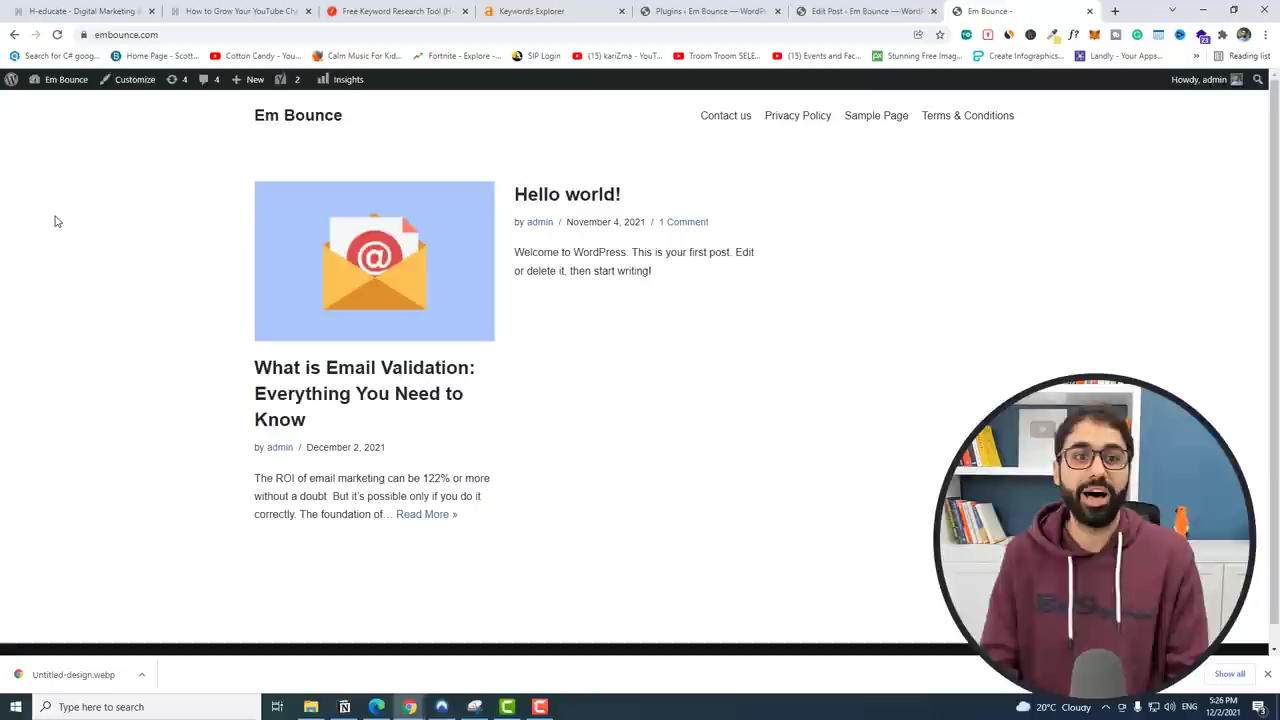 H-educate - Digital Marketing &
How to Grow Your YouTube Cha
Free Keyword Research Tool (H-
Keywords Explorer
Plugins ‹ Em Bounce — WordPr
Edit Post ‹ Em Bounce — WordP
Em Bounce -
embounce.com
Search for C# goog...
Home Page - Scott...
Cotton Candy - You...
Calm Music For Kid...
Fortnite - Explore -...
SIP Login
(15) kariZma - YouT...
Troom Troom SELE...
(15) Events and Fac...
Stunning Free Imag...
Create Infographics...
Landly - Your Apps...
»
Reading list
Em Bounce
Customize
4
4
New
2
Insights
Howdy, admin
Em Bounce
Contact us
Privacy Policy
Sample Page
Terms & Conditions
@
What is Email Validation:
Everything You Need to
Know
by admin / December 2, 2021
The ROI of email marketing can be 122% or more
without a doubt. But it's possible only if you do it
correctly. The foundation of… Read More »
Hello world!
by admin / November 4, 2021 / 1 Comment
Welcome to WordPress. This is your first post. Edit
or delete it, then start writing!
Untitled-design.webp
Show all
Type here to search
20°C Cloudy
5:26 PM
12/2/2021
3